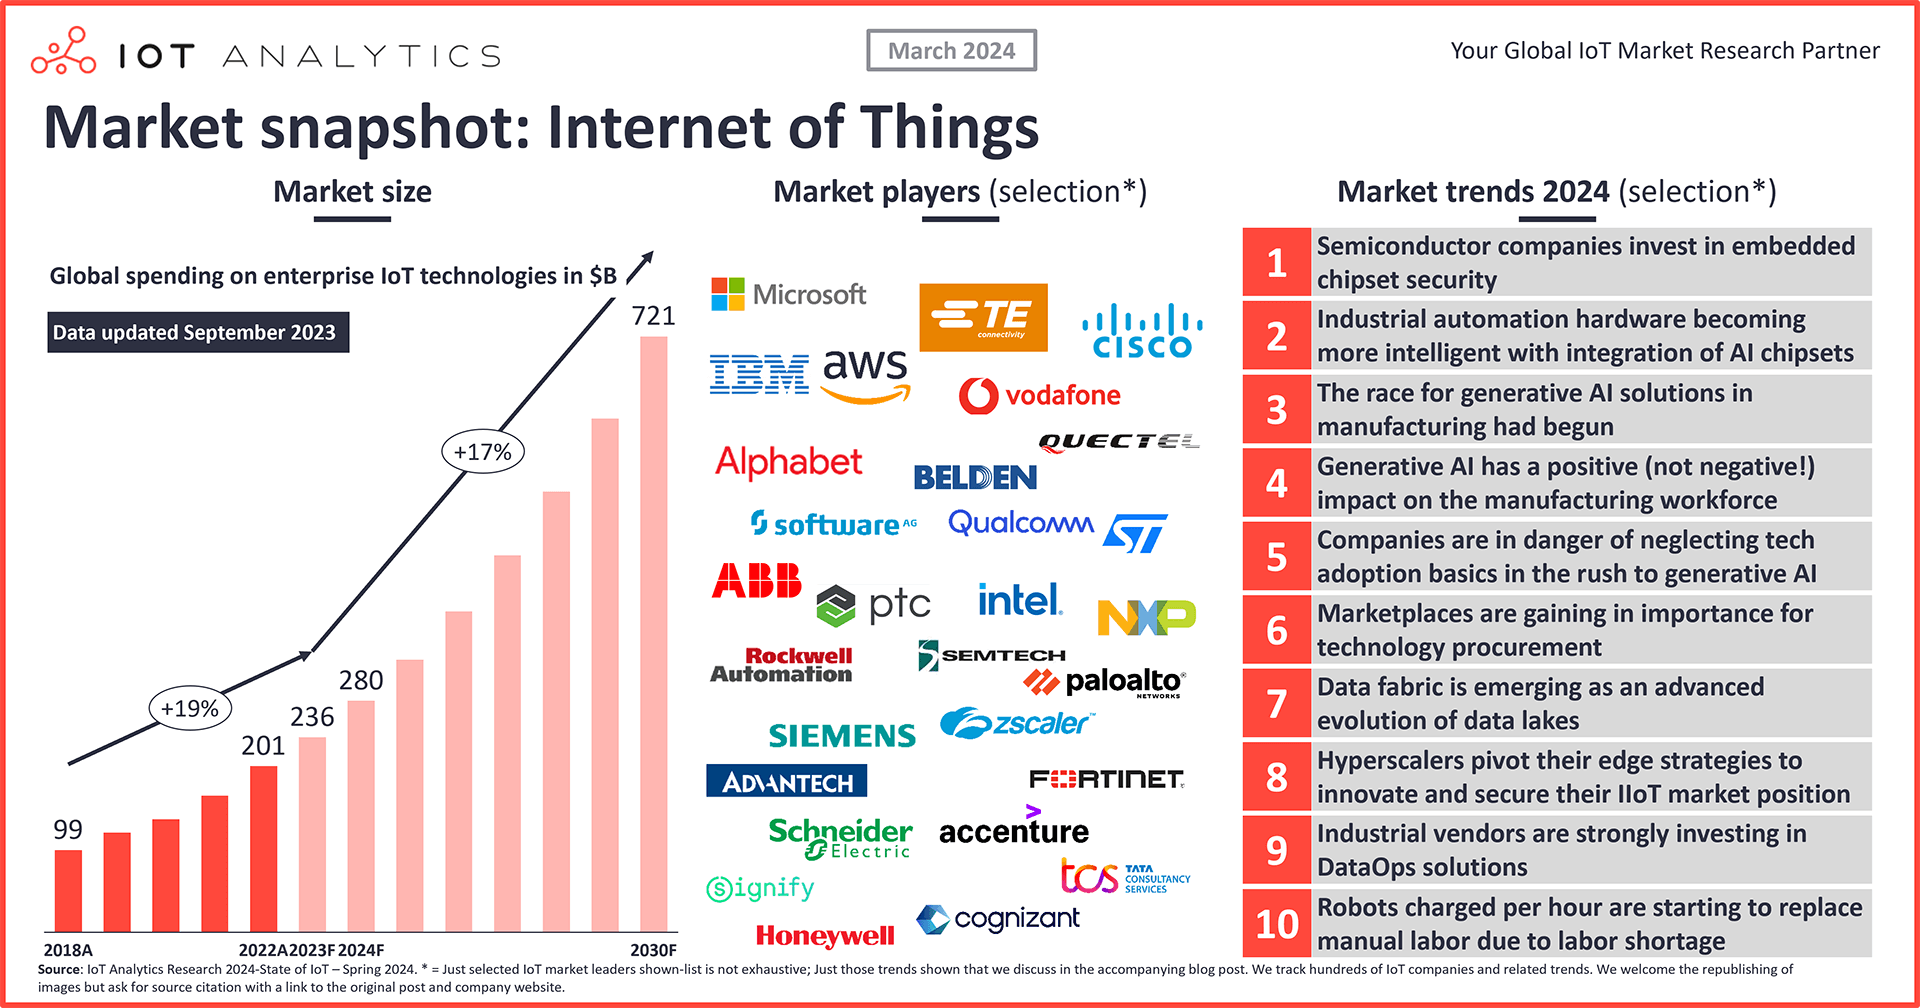 IOT ANALYTICS
March 2024
Your Global IoT Market Research Partner
Market snapshot: Internet of Things
Market size
Global spending on enterprise IoT technologies in $B
Data updated September 2023
721
+17%
280
236
+19%
201
99
2018A
2022A
2023F
2024F
2030F
Market players (selection*)
Microsoft
TE
connectivity
CISCO
IBM
aws
vodafone
QUECTEL
Alphabet
BELDEN
software AG
Qualcomm
ST
ABB
ptc
intel.
NXP
Rockwell
Automation
SEMTECH
paloalto®
NETWORKS
SIEMENS
zscaler™
ADVANTECH
FORTINET
Schneider
Electric
accenture
tcs
TATA
CONSULTANCY
SERVICES
signify
cognizant
Honeywell
Market trends 2024 (selection*)
1
Semiconductor companies invest in embedded
chipset security
2
Industrial automation hardware becoming
more intelligent with integration of AI chipsets
3
The race for generative AI solutions in
manufacturing had begun
4
Generative AI has a positive (not negative!)
impact on the manufacturing workforce
5
Companies are in danger of neglecting tech
adoption basics in the rush to generative AI
6
Marketplaces are gaining in importance for
technology procurement
7
Data fabric is emerging as an advanced
evolution of data lakes
8
Hyperscalers pivot their edge strategies to
innovate and secure their IIoT market position
9
Industrial vendors are strongly investing in
DataOps solutions
10
Robots charged per hour are starting to replace
manual labor due to labor shortage
Source: IoT Analytics Research 2024-State of IoT – Spring 2024. * = Just selected IoT market leaders shown-list is not exhaustive; Just those trends shown that we discuss in the accompanying blog post. We track hundreds of IoT companies and related trends. We welcome the republishing of
images but ask for source citation with a link to the original post and company website.